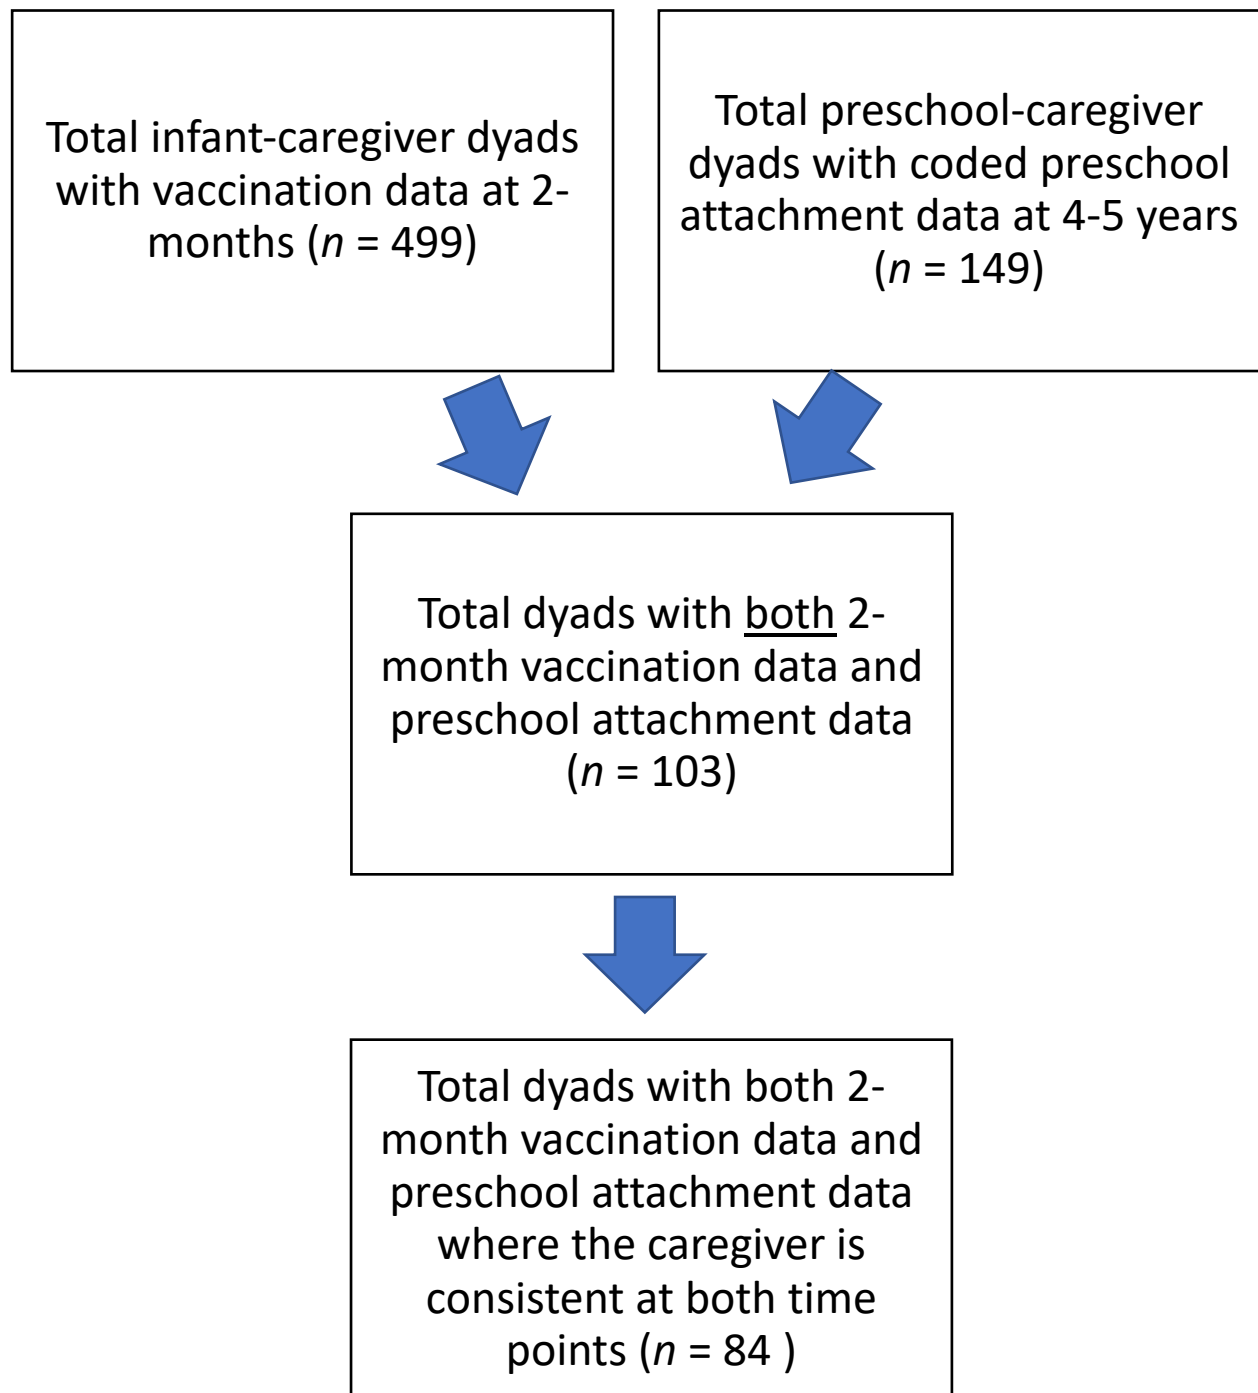 Total infant-caregiver dyads
with vaccination data at 2-
months (n = 499)
Total preschool-caregiver
dyads with coded preschool
attachment data at 4-5 years
(n = 149)
Total dyads with both 2-
month vaccination data and
preschool attachment data
(n = 103)
Total dyads with both 2-
month vaccination data and
preschool attachment data
where the caregiver is
consistent at both time
points (n = 84 )